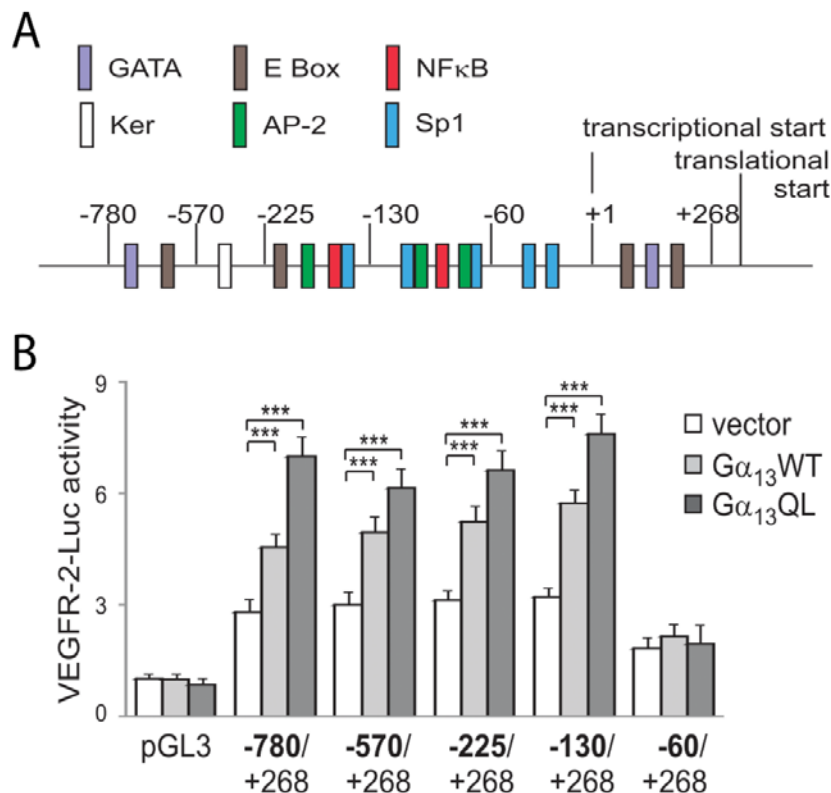 A
GATA E Box NFκB
Ker AP-2 Sp1
transcriptional start
translational
start
-780 -570 -225 -130 -60 +1 +268
B
VEGFR-2-Luc activity
9
6
3
0
*** *** *** ***
*** *** *** ***
vector
Gα13WT
Gα13QL
pGL3 -780/ -570/ -225/ -130/ -60/
+268 +268 +268 +268 +268